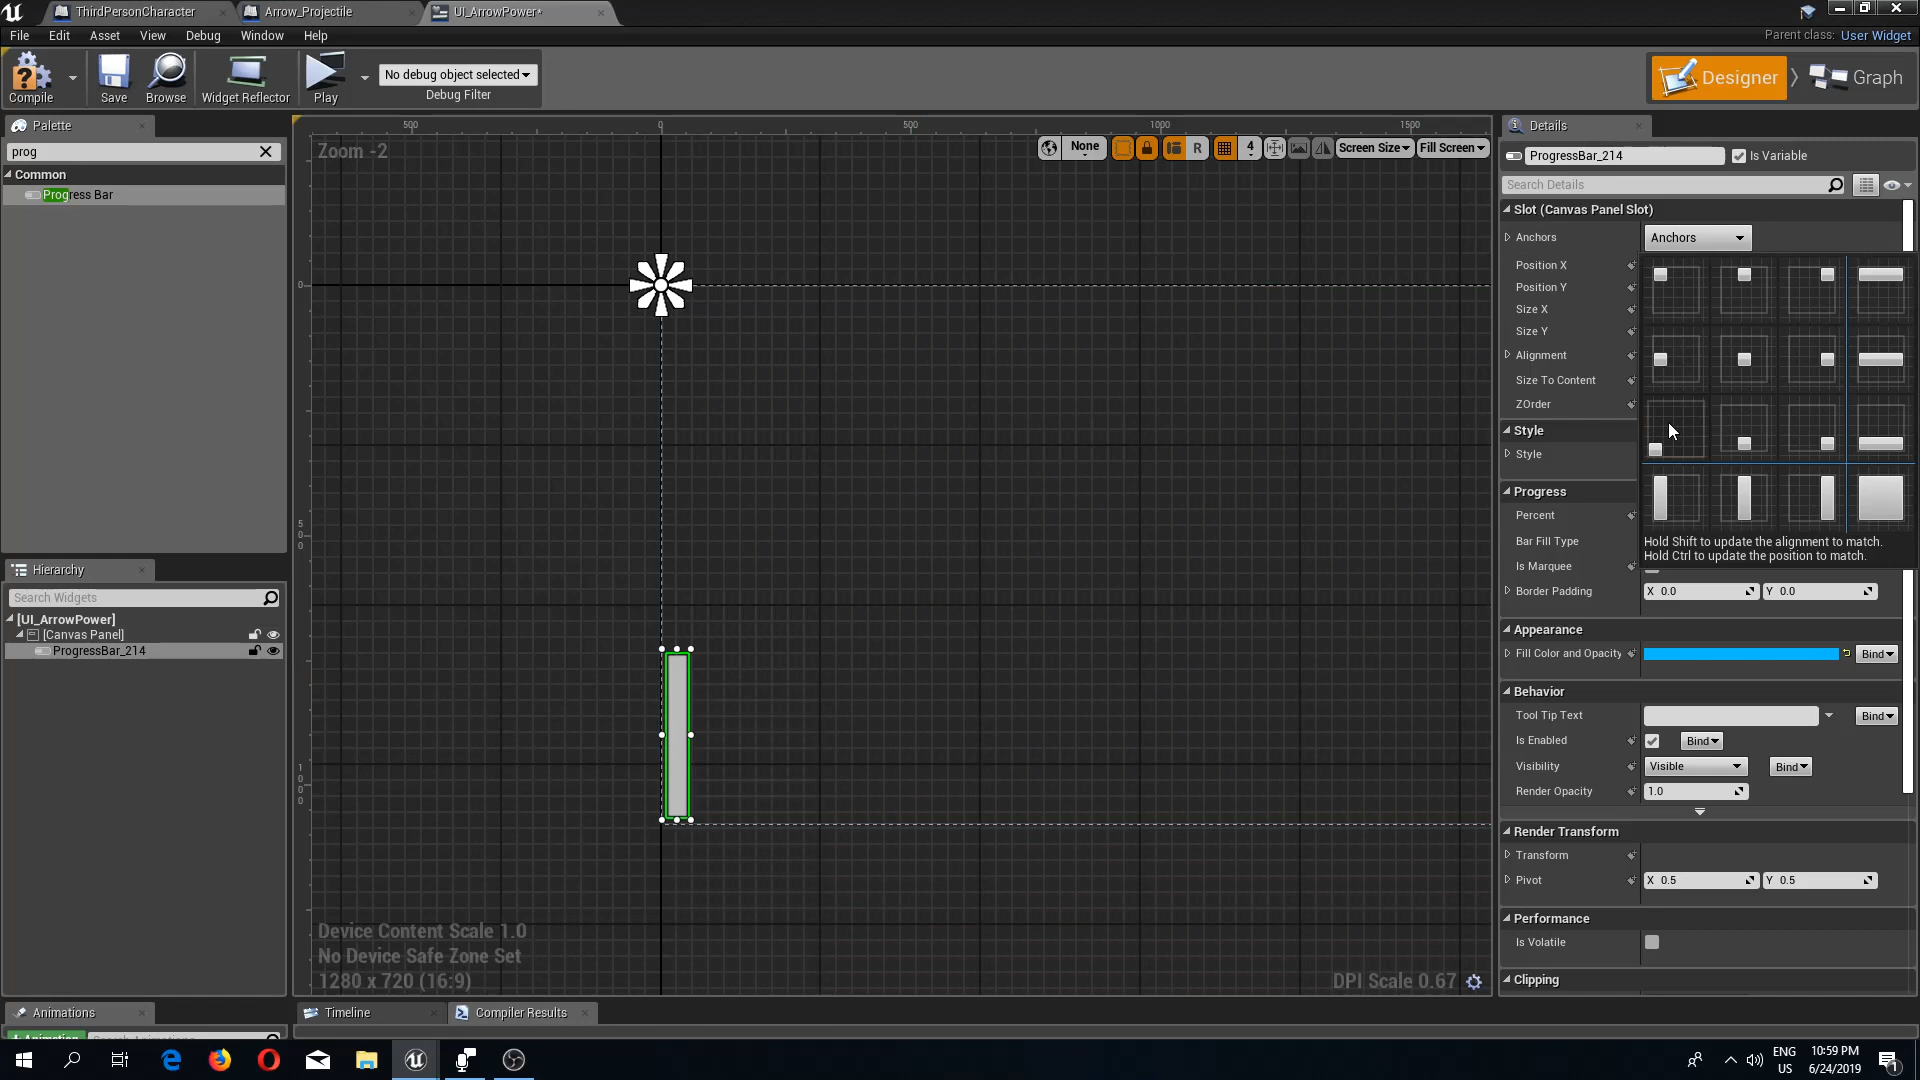 ThirdPersonCharacter
Arrow_Projectile
UI_ArrowPower*
File Edit Asset View Debug Window Help
Parent class: User Widget
Compile
Save
Browse
Widget Reflector
Play
No debug object selected
Debug Filter
Designer
Graph
Palette
prog
Common
Progress Bar
Hierarchy
Search Widgets
[UI_ArrowPower]
[Canvas Panel]
ProgressBar_214
Animations
Zoom -2
500 0 500 1000 1500
None
R
4
Screen Size
Fill Screen
0
500
1000
Device Content Scale 1.0
No Device Safe Zone Set
1280 x 720 (16:9)
DPI Scale 0.67
Timeline
Compiler Results
Details
ProgressBar_214
Is Variable
Search Details
Slot (Canvas Panel Slot)
Anchors
Anchors
Position X
Position Y
Size X
Size Y
Alignment
Size To Content
ZOrder
Style
Style
Progress
Percent
Bar Fill Type
Is Marquee
Hold Shift to update the alignment to match.
Hold Ctrl to update the position to match.
Border Padding X 0.0 Y 0.0
Appearance
Fill Color and Opacity Bind
Behavior
Tool Tip Text Bind
Is Enabled Bind
Visibility Visible Bind
Render Opacity 1.0
Render Transform
Transform
Pivot X 0.5 Y 0.5
Performance
Is Volatile
Clipping
ENG
US
10:59 PM
6/24/2019
1